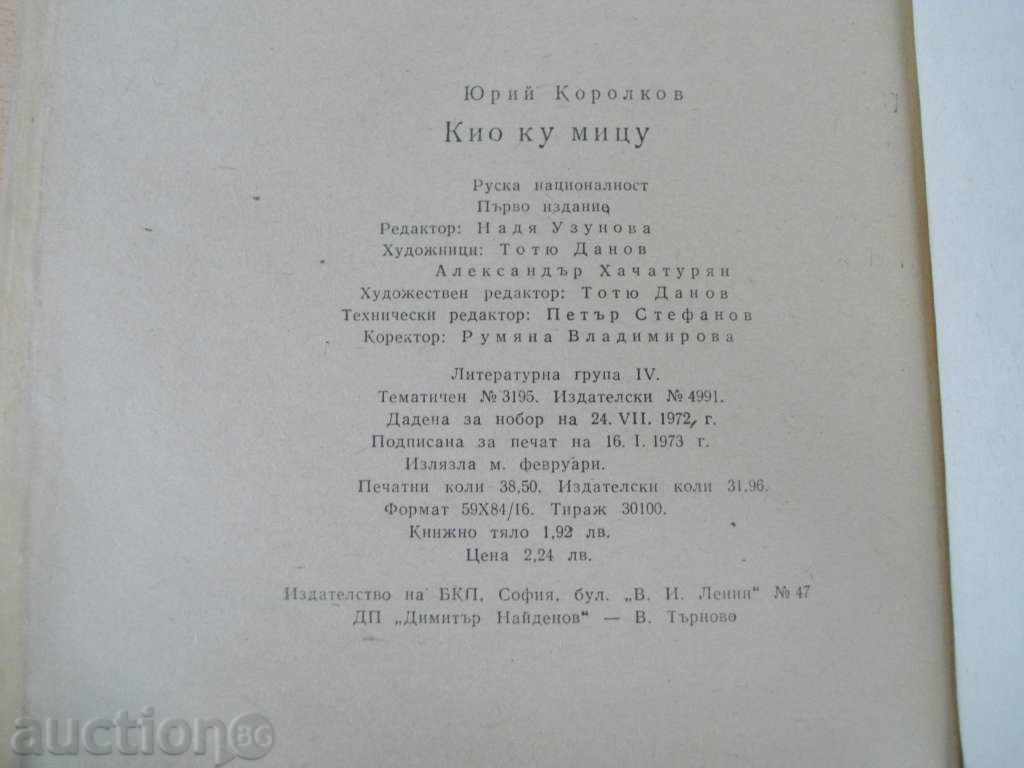 Юрий Королков
Кио ку мицу
Руска националност
Първо издание
Редактор: Надя Узунова
Художници: Тотю Данов
Александър Хачатурян
Художествен редактор: Тотю Данов
Технически редактор: Петър Стефанов
Коректор: Румяна Владимирова
Литературна група IV.
Тематичен № 3195. Издателски № 4991.
Дадена за нобор на 24. VII. 1972, г.
Подписана за печат на 16. I. 1973 г.
Излязла м. февруари.
Печатни коли 38,50. Издателски коли 31,96.
Формат 59X84/16. Тираж 30100.
Книжно тяло 1,92 лв.
Цена 2,24 лв.
Издателство на БКП, София, бул. „В. И. Ленин“ № 47
ДП „Димитър Найденов“ — В. Търново
auction BG